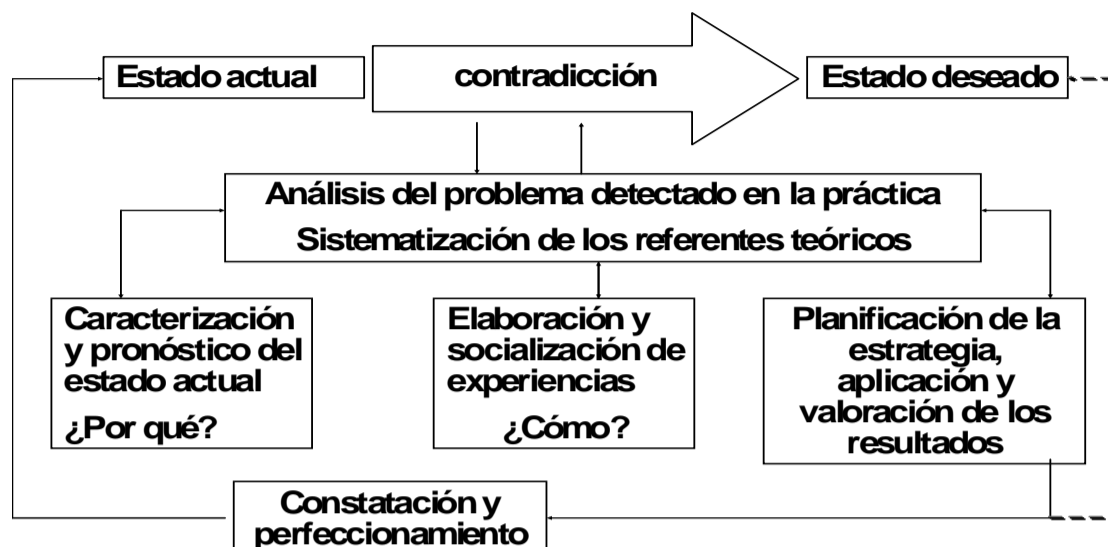 Estado actual
contradicción
Estado deseado
Análisis del problema detectado en la práctica
Sistematización de los referentes teóricos
Caracterización
y pronóstico del
estado actual
¿Por qué?
Elaboración y
socialización de
experiencias
¿Cómo?
Planificación de la
estrategia,
aplicación y
valoración de los
resultados
Constatación y
perfeccionamiento